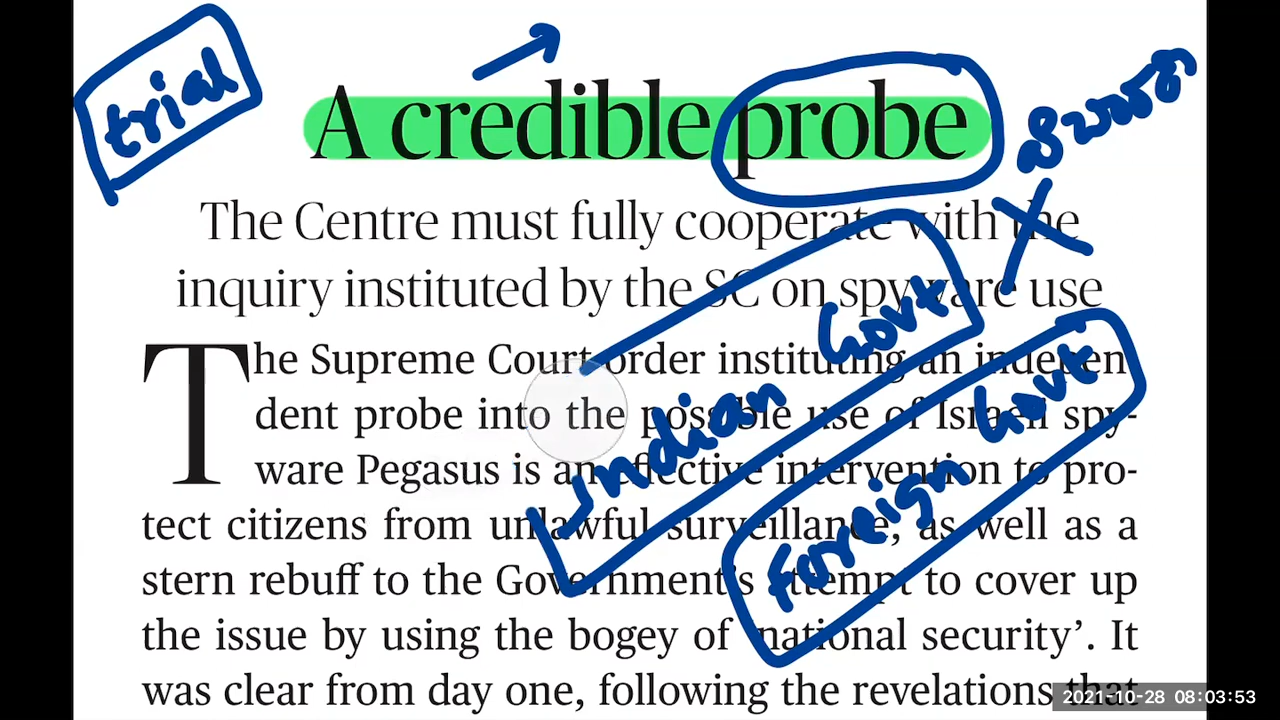 trial
A credible probe
The Centre must fully cooperate with the
inquiry instituted by the SC on spyware use
The Supreme Court order instituting an indepen-
dent probe into the possible use of Israeli spy-
ware Pegasus is an effective intervention to pro-
tect citizens from unlawful surveillance, as well as a
stern rebuff to the Government's attempt to cover up
the issue by using the bogey of 'national security'. It
was clear from day one, following the revelations that
Indian Govt
Foreign Govt
2021-10-28 08:03:53